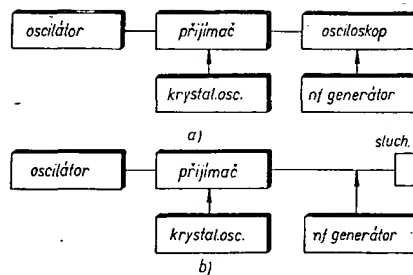 oscilátor přijímač osciloskop
krystal.osc. nf generátor
a)
sluch.
oscilátor přijímač
krystal.osc. nf generátor
b)